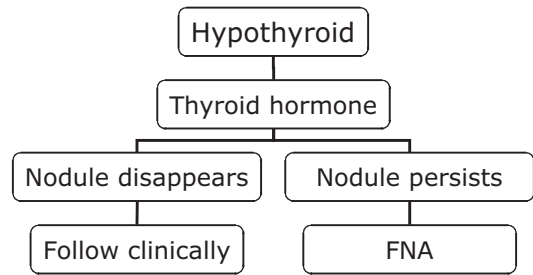 Hypothyroid
Thyroid hormone
Nodule disappears
Nodule persists
Follow clinically
FNA